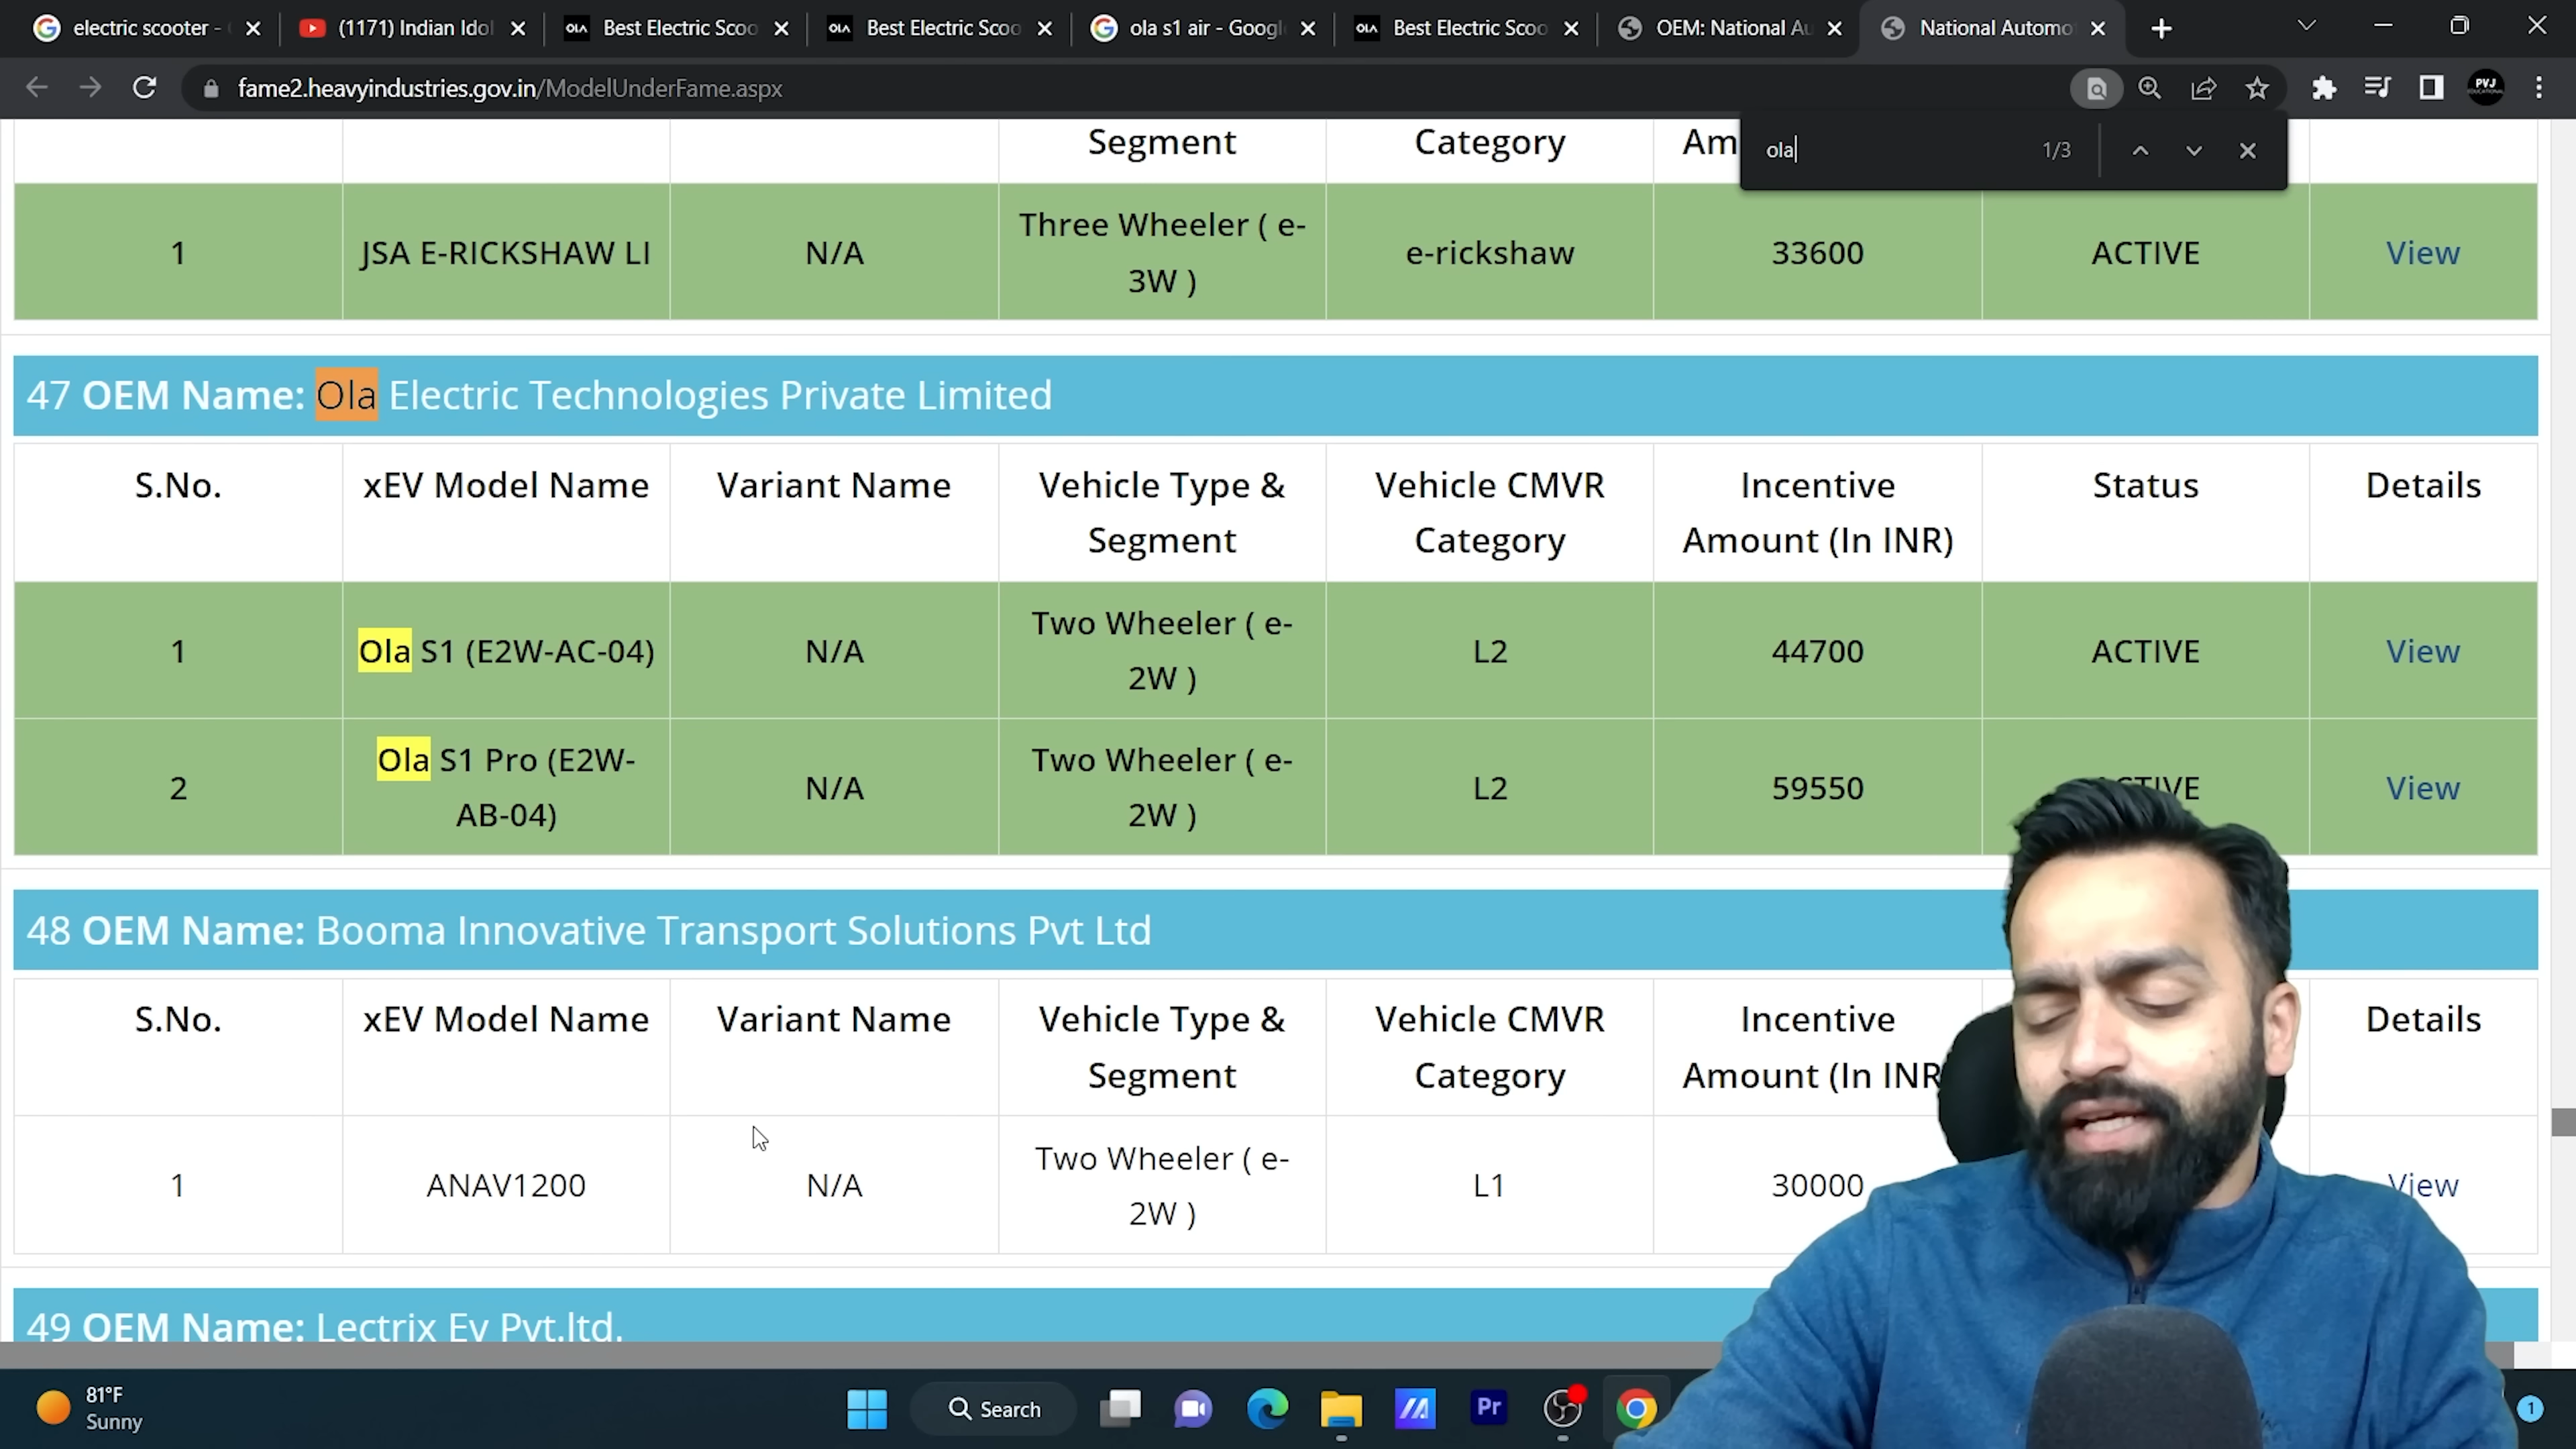 electric scooter -
(1171) Indian Idol
OLA Best Electric Scoo
OLA Best Electric Scoo
ola s1 air - Googl
OLA Best Electric Scoo
OEM: National Au
National Automo
fame2.heavyindustries.gov.in/ModelUnderFame.aspx
PVJ
ola 1/3
Segment Category Am
1 JSA E-RICKSHAW LI N/A Three Wheeler ( e- e-rickshaw 33600 ACTIVE View
3W )
47 OEM Name: Ola Electric Technologies Private Limited
S.No. xEV Model Name Variant Name Vehicle Type & Vehicle CMVR Incentive Status Details
Segment Category Amount (In INR)
1 Ola S1 (E2W-AC-04) N/A Two Wheeler ( e- L2 44700 ACTIVE View
2W )
2 Ola S1 Pro (E2W- N/A Two Wheeler ( e- L2 59550 View
AB-04) 2W )
48 OEM Name: Booma Innovative Transport Solutions Pvt Ltd
S.No. xEV Model Name Variant Name Vehicle Type & Vehicle CMVR Incentive Details
Segment Category Amount (In INR
1 ANAV1200 N/A Two Wheeler ( e- L1 30000 View
2W )
49 OEM Name: Lectrix Ev Pvt.ltd.
81°F
Sunny
Search
Pr
1